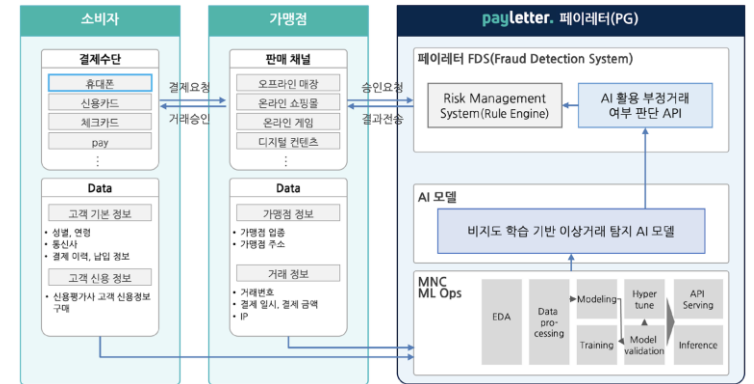 소비자
결제수단
휴대폰
신용카드
체크카드
pay
⋮
Data
고객 기본 정보
• 성별, 연령
• 통신사
• 결제 이력, 납입 정보
고객 신용 정보
• 신용평가사 고객 신용정보
구매
결제요청
거래승인
가맹점
판매 채널
오프라인 매장
온라인 쇼핑몰
온라인 게임
디지털 컨텐츠
⋮
Data
가맹점 정보
• 가맹점 업종
• 가맹점 주소
거래 정보
• 거래번호
• 결제 일시, 결제 금액
• IP
승인요청
결과전송
payletter. 페이레터(PG)
페이레터 FDS(Fraud Detection System)
Risk Management
System(Rule Engine)
AI 활용 부정거래
여부 판단 API
AI 모델
비지도 학습 기반 이상거래 탐지 AI 모델
MNC
ML Ops
EDA
Data
pro-
cessing
Modeling
Training
Hyper
tune
Model
validation
API
Serving
Inference